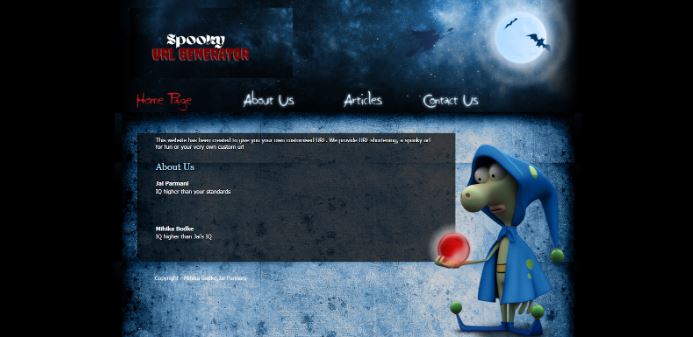 Spooky
URL GENERATOR
Home Page About Us Articles Contact Us
This website has been created to give you your own customised URL. We provide URL shortening, a spooky url
for fun or your very own custom url
About Us
Jai Parmani
IQ higher than your standards
Mihika Bodke
IQ higher than Jai's IQ
Copyright - Mihika Bodke,Jai Parmani